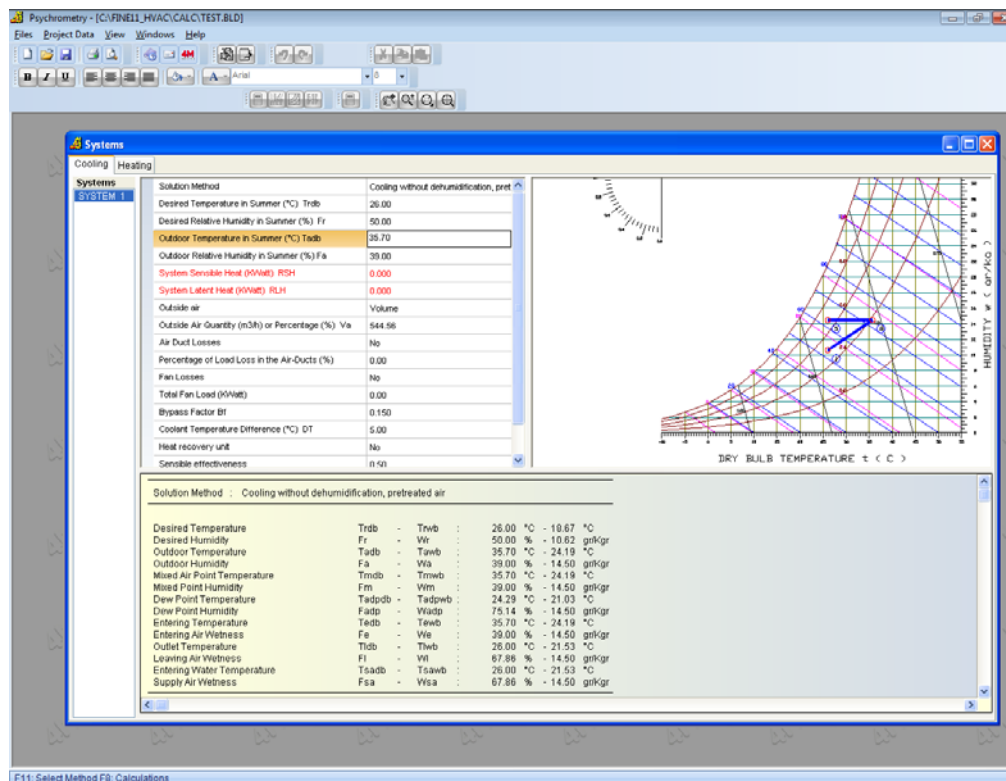 Psychrometry - [C:\FINE11_HVAC\CALC\TEST.BLD]
Files Project Data View Windows Help
4M
B I U A Arial 8
Systems
Cooling Heating
Systems
SYSTEM 1
Solution Method Cooling without dehumidification, pret
Desired Temperature in Summer (°C) Trdb 26.00
Desired Relative Humidity in Summer (%) Fr 50.00
Outdoor Temperature in Summer (°C) Tadb 35.70
Outdoor Relative Humidity in Summer (%) Fa 39.00
System Sensible Heat (KWatt) RSH 0.000
System Latent Heat (KWatt) RLH 0.000
Outside air Volume
Outside Air Quantity (m3/h) or Percentage (%) Va 544.56
Air Duct Losses No
Percentage of Load Loss in the Air-Ducts (%) 0.00
Fan Losses No
Total Fan Load (KWatt) 0.00
Bypass Factor Bf 0.150
Coolant Temperature Difference (°C) DT 5.00
Heat recovery unit No
Sensible effectiveness 0.50
HUMIDITY w ( gr/kg )
DRY BULB TEMPERATURE t ( C )
Solution Method : Cooling without dehumidification, pretreated air
Desired Temperature Trdb - Trwb : 26.00 °C - 18.67 °C
Desired Humidity Fr - Wr : 50.00 % - 10.62 gr/Kgr
Outdoor Temperature Tadb - Tawb : 35.70 °C - 24.19 °C
Outdoor Humidity Fa - Wa : 39.00 % - 14.50 gr/Kgr
Mixed Air Point Temperature Tmdb - Tmwb : 35.70 °C - 24.19 °C
Mixed Point Humidity Fm - Wm : 39.00 % - 14.50 gr/Kgr
Dew Point Temperature Tadpdb - Tadpwb : 24.29 °C - 21.03 °C
Dew Point Humidity Fadp - Wadp : 75.14 % - 14.50 gr/Kgr
Entering Temperature Tedb - Tewb : 35.70 °C - 24.19 °C
Entering Air Wetness Fe - We : 39.00 % - 14.50 gr/Kgr
Outlet Temperature Tldb - Tlwb : 26.00 °C - 21.53 °C
Leaving Air Wetness Fl - Wl : 67.86 % - 14.50 gr/Kgr
Entering Water Temperature Tsadb - Tsawb : 26.00 °C - 21.53 °C
Supply Air Wetness Fsa - Wsa : 67.86 % - 14.50 gr/Kgr
F11: Select Method F8: Calculations